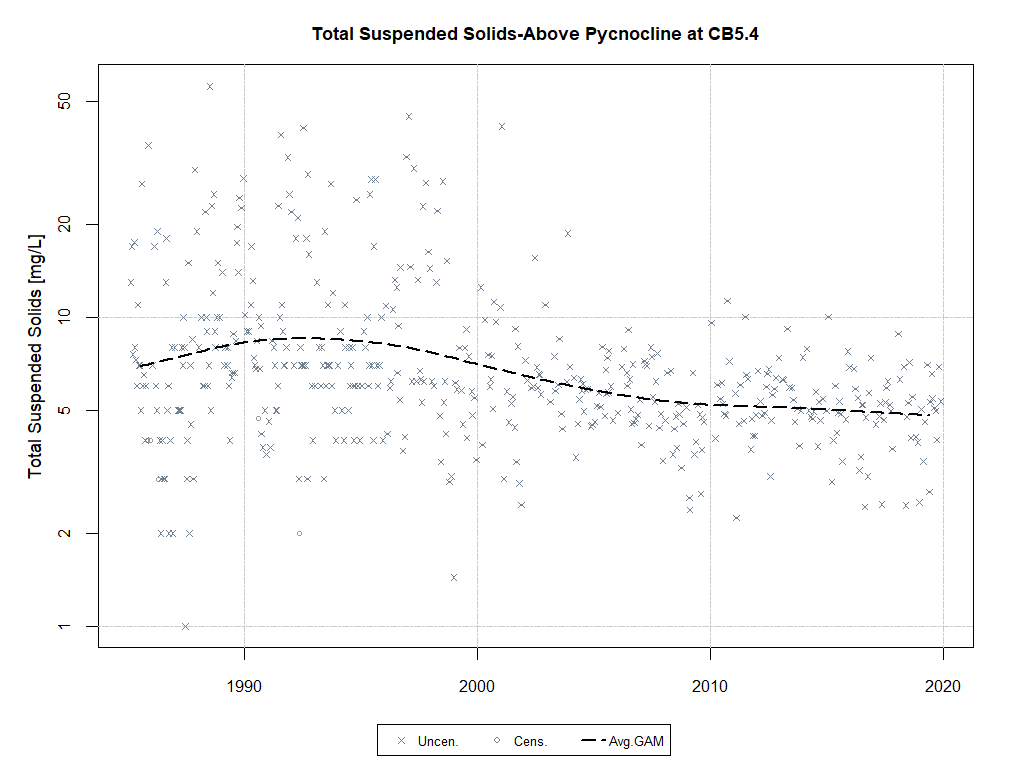 Total Suspended Solids-Above Pycnocline at CB5.4
Total Suspended Solids [mg/L]
50
20
10
5
2
1
1990 2000 2010 2020
Uncen. Cens. Avg.GAM